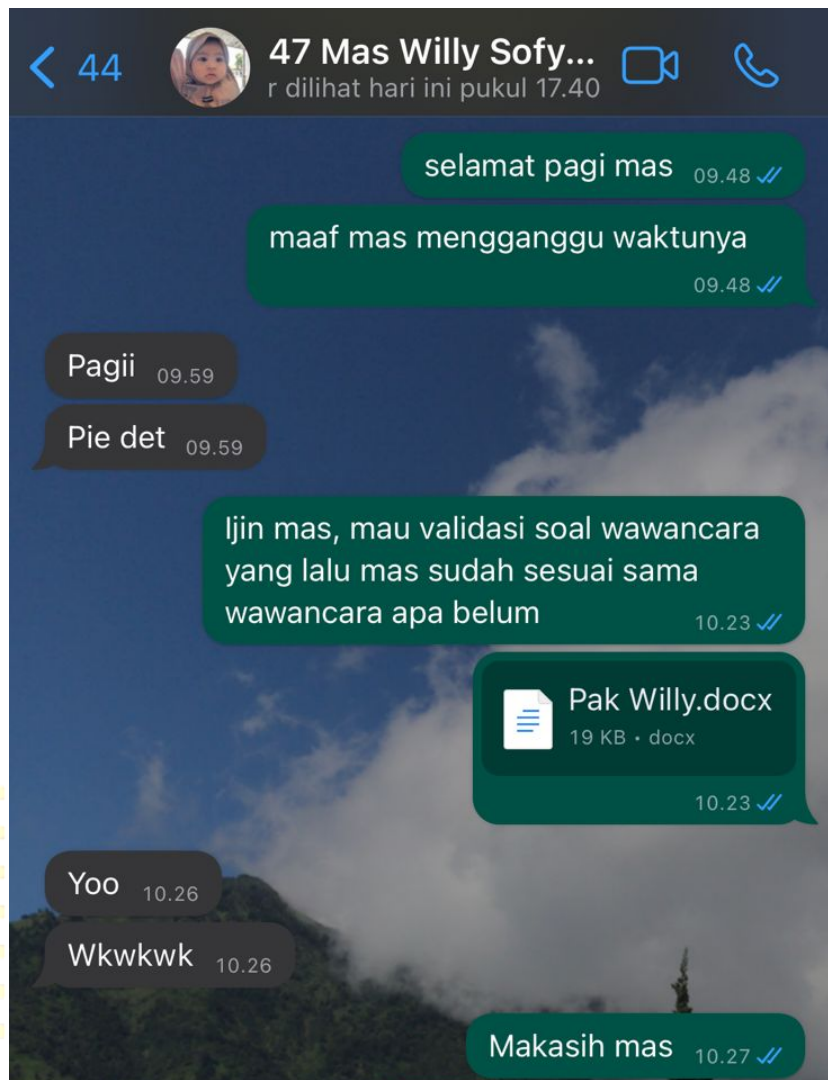 44
47 Mas Willy Sofy...
r dilihat hari ini pukul 17.40
selamat pagi mas 09.48
maaf mas mengganggu waktunya
09.48
Pagii 09.59
Pie det 09.59
Ijin mas, mau validasi soal wawancara
yang lalu mas sudah sesuai sama
wawancara apa belum
10.23
Pak Willy.docx
19 KB • docx
10.23
Yoo 10.26
Wkwkwk 10.26
Makasih mas 10.27